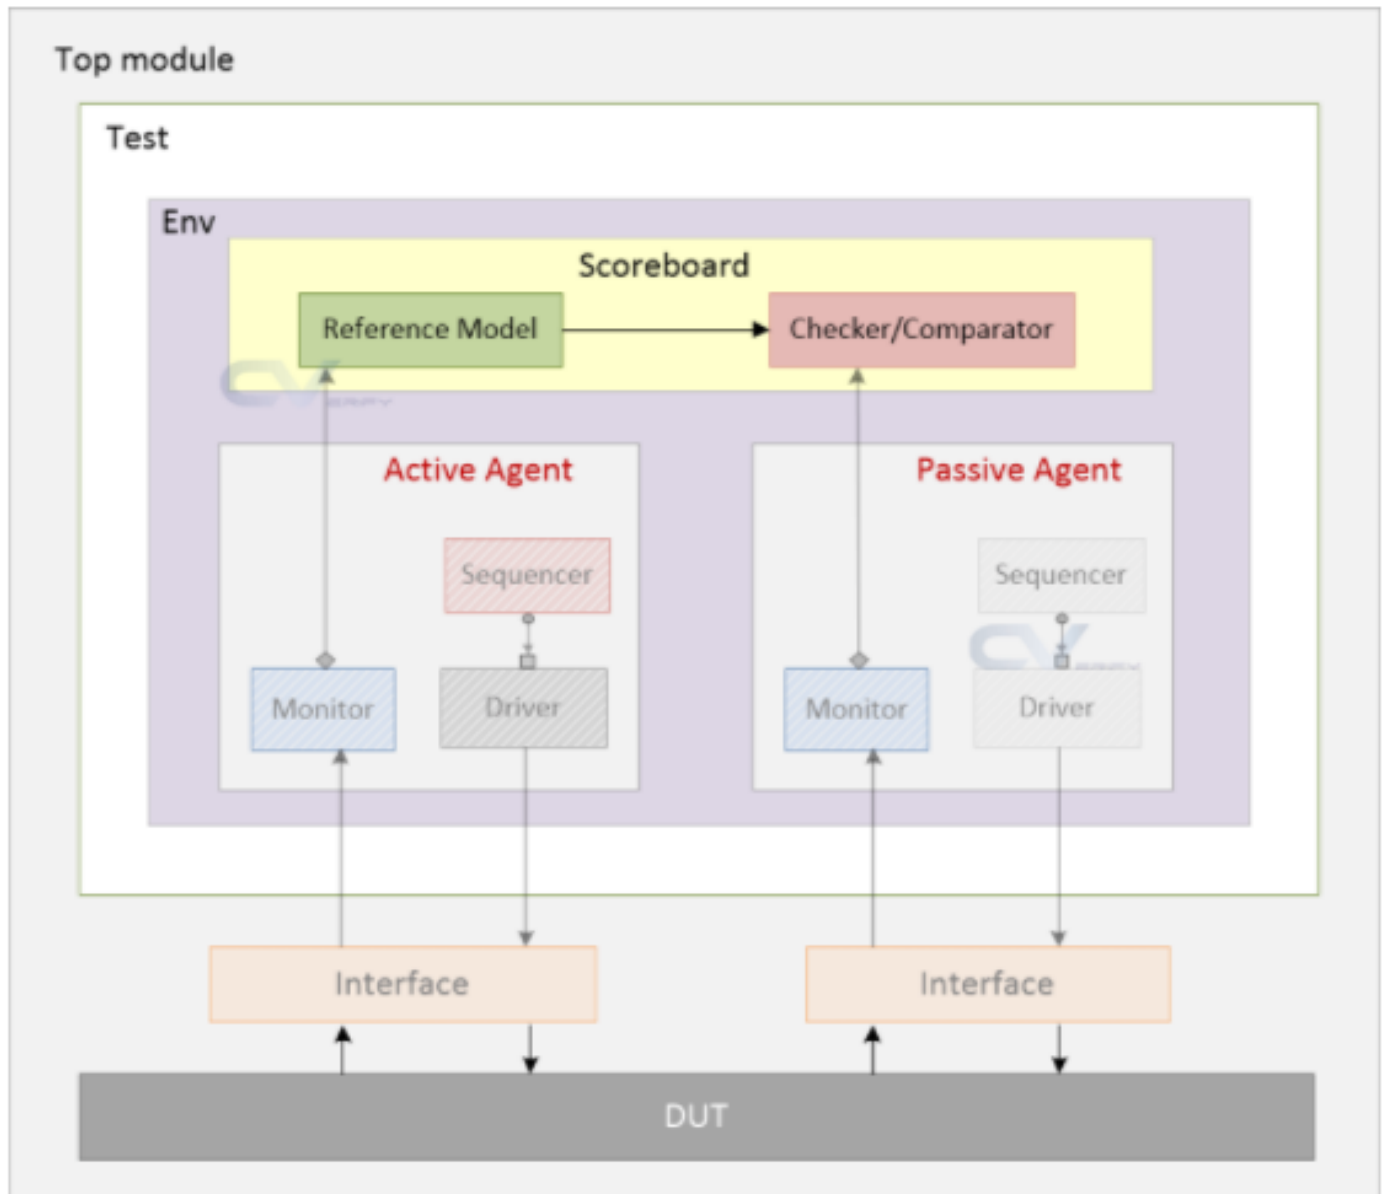 Top module
Test
Env
Scoreboard
Reference Model
Checker/Comparator
Active Agent
Passive Agent
Sequencer
Sequencer
Monitor
Driver
Monitor
Driver
Interface
Interface
DUT